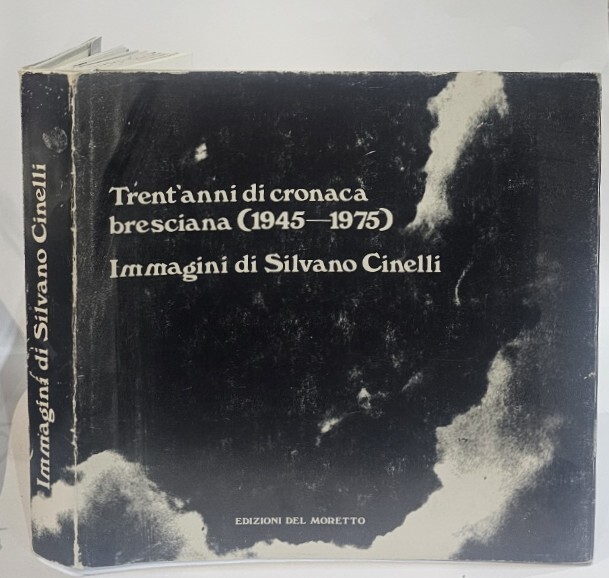 Immagini di Silvano Cinelli
Trent'anni di cronaca
bresciana (1945—1975)
Immagini di Silvano Cinelli
EDIZIONI DEL MORETTO